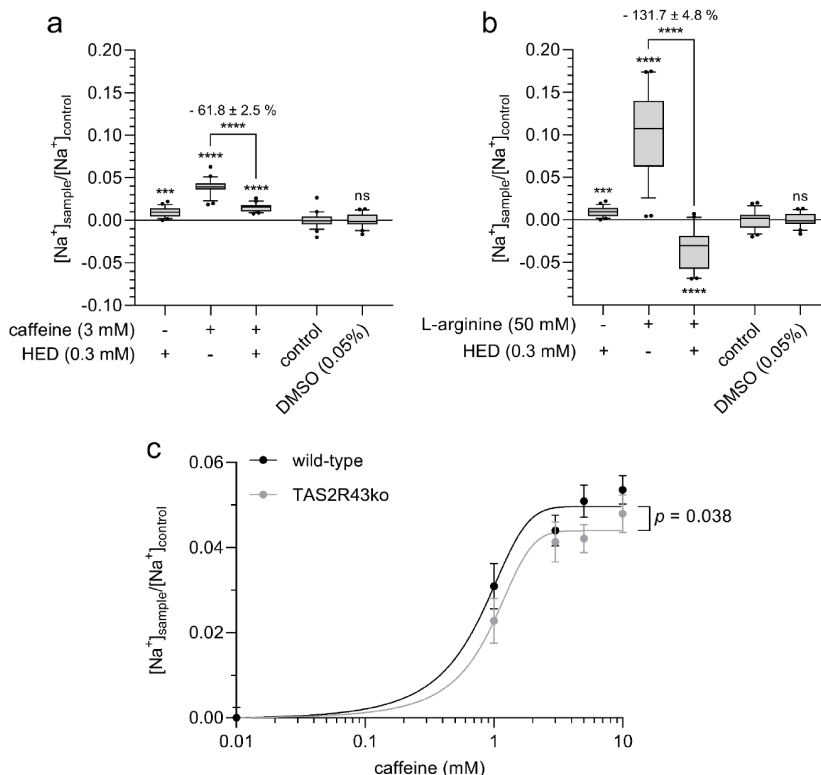 a
0.20
0.15
0.10
0.05
0.00
-0.05
-0.10
[Na+]sample/[Na+]control
- 61.8 ± 2.5 %
****
***
****
****
ns
caffeine (3 mM) - + +
HED (0.3 mM) + - +
control
DMSO (0.05%)
b
0.20
0.15
0.10
0.05
0.00
-0.05
[Na+]sample/[Na+]control
- 131.7 ± 4.8 %
****
***
****
****
ns
L-arginine (50 mM) - + +
HED (0.3 mM) + - +
control
DMSO (0.05%)
c
0.06
0.04
0.02
0.00
[Na+]sample/[Na+]control
wild-type
TAS2R43ko
p = 0.038
0.01 0.1 1 10
caffeine (mM)